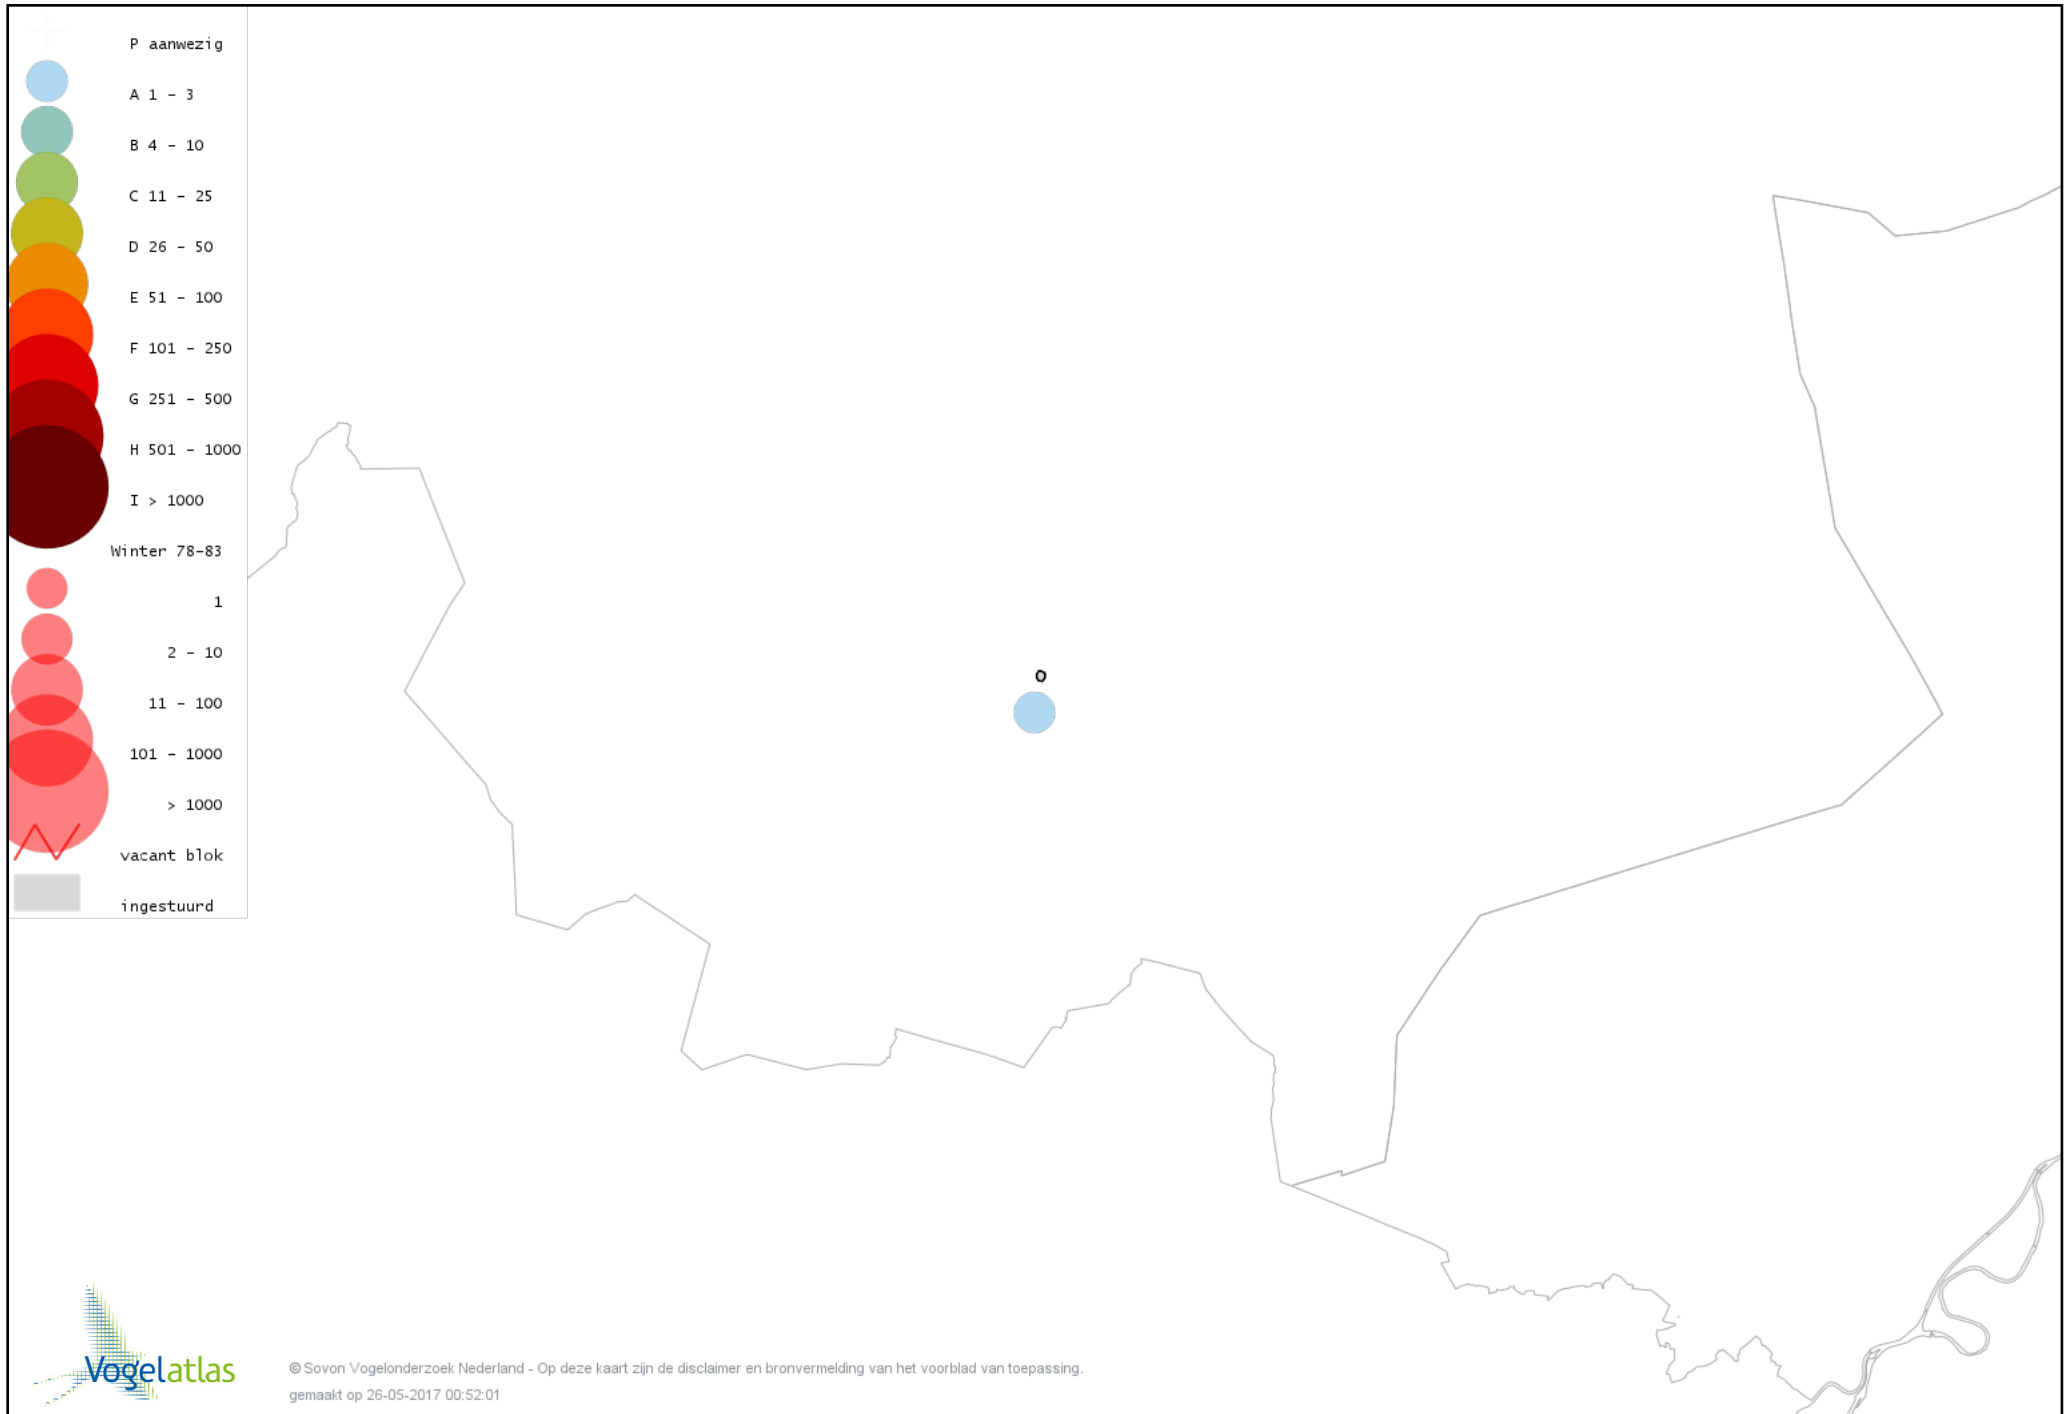 P aanwezig
A 1 - 3
B 4 - 10
C 11 - 25
D 26 - 50
E 51 - 100
F 101 - 250
G 251 - 500
H 501 - 1000
I > 1000
Winter 78-83
1
2 - 10
11 - 100
101 - 1000
> 1000
vacant blok
ingestuurd
Vogelatlas
© Sovon Vogelonderzoek Nederland - Op deze kaart zijn de disclaimer en bronvermelding van het voorblad van toepassing.
gemaakt op 26-05-2017 00:52:01